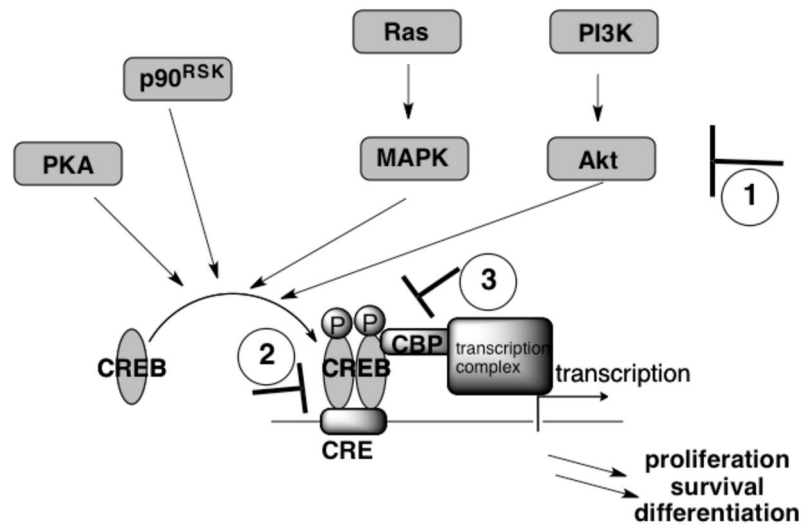 Ras
PI3K
p90RSK
PKA
MAPK
Akt
1
3
P
P
2
CREB
CREB
CBP
transcription
complex
transcription
CRE
proliferation
survival
differentiation